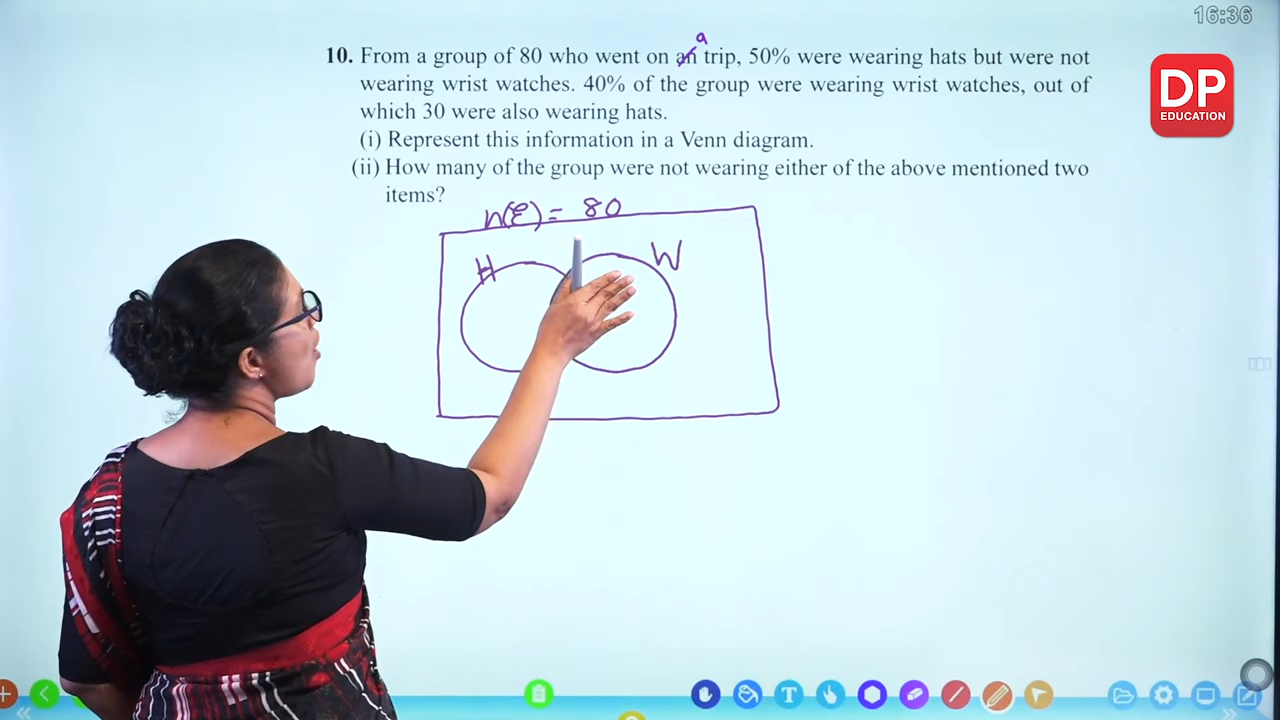 16:36
10. From a group of 80 who went on an a trip, 50% were wearing hats but were not
wearing wrist watches. 40% of the group were wearing wrist watches, out of
which 30 were also wearing hats.
(i) Represent this information in a Venn diagram.
(ii) How many of the group were not wearing either of the above mentioned two
items?
n(ℰ) = 80
H
W
DP
EDUCATION